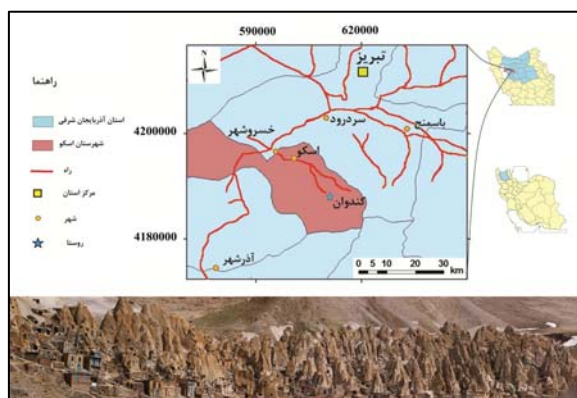 590000 620000
تبریز
N
راهنما
سردرود
باسمنج
استان آذربایجان شرقی
4200000
خسروشهر
شهرستان اسکو
اسکو
راه
کندوان
مرکز استان
شهر
4180000
روستا
آذرشهر
0 5 10 20 30
km